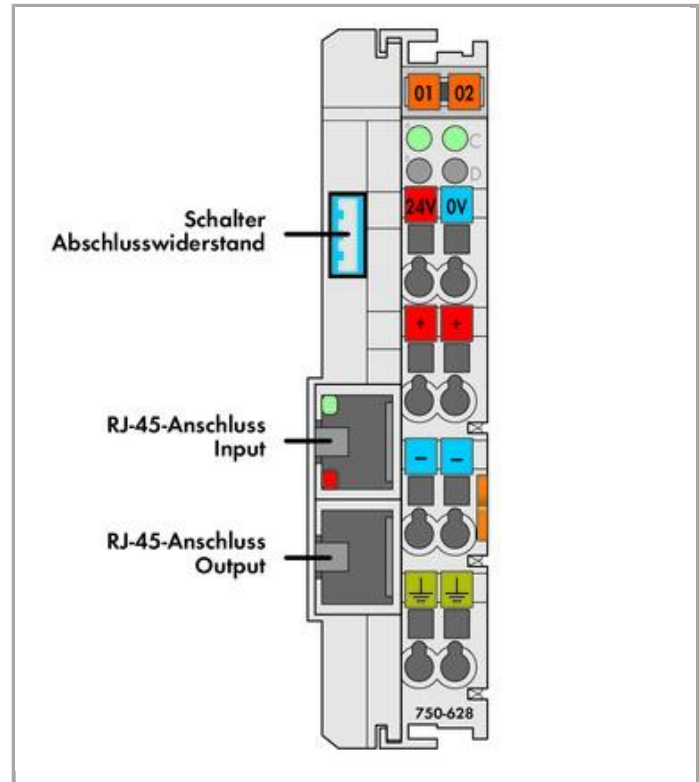 01 02
C
D
24V 0V
Schalter
Abschlusswiderstand
+ +
RJ-45-Anschluss
Input
− −
RJ-45-Anschluss
Output
750-628